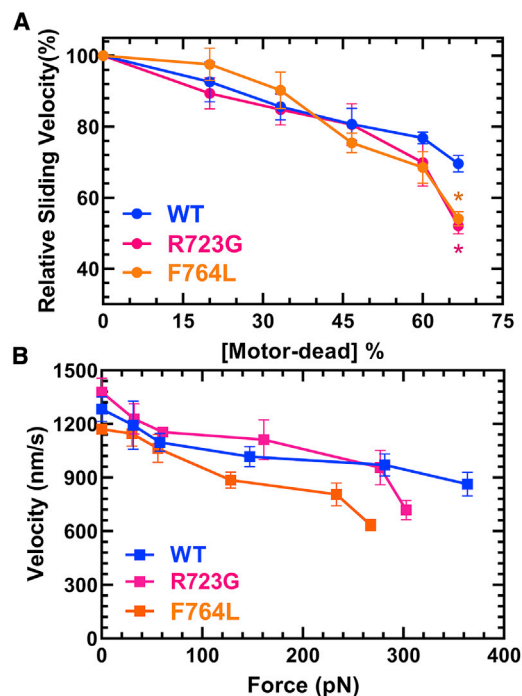 A
Relative Sliding Velocity(%)
100
80
60
40
*
*
WT
R723G
F764L
0
15
30
45
60
75
[Motor-dead] %
B
Velocity (nm/s)
1500
1200
900
600
300
0
WT
R723G
F764L
0
100
200
300
400
Force (pN)